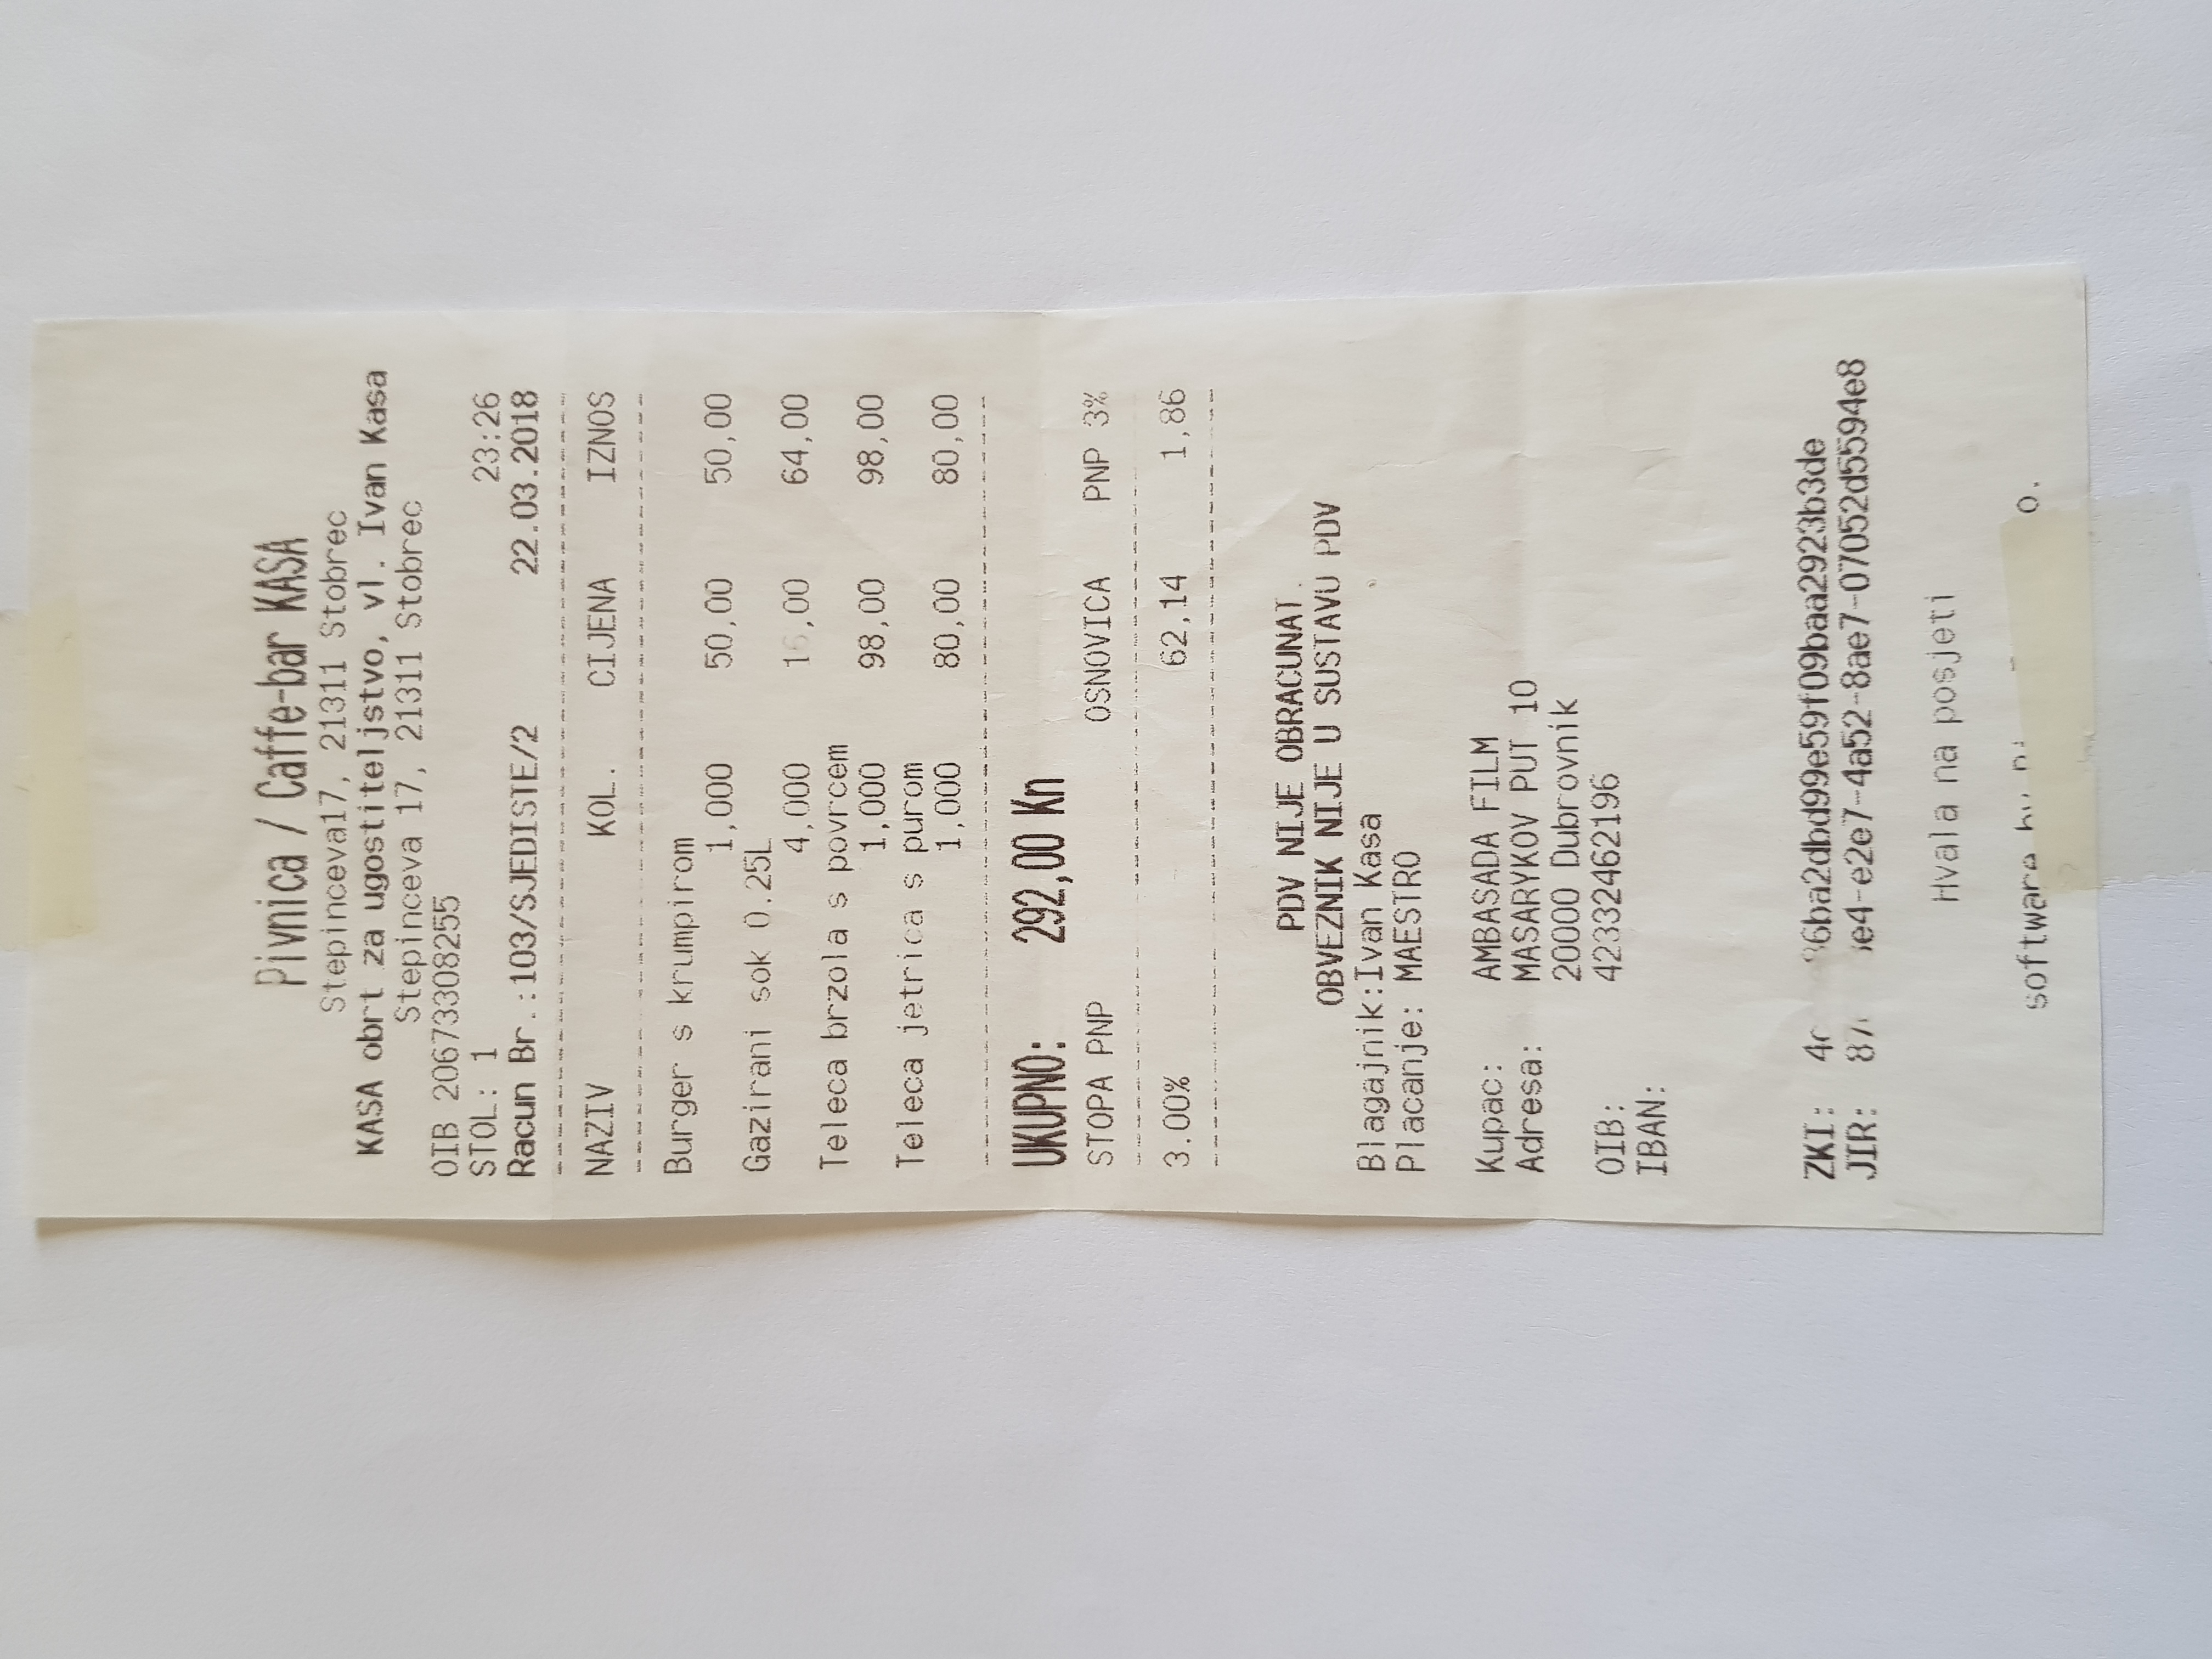 Pivnica / Caffe-bar KASA
Stepinceva17, 21311 Stobrec
KASA obrt za ugostiteljstvo, vl. Ivan Kasa
Stepinceva 17, 21311 Stobrec
OIB 20673308255
STOL: 1 23:26
Racun Br.:103/SJEDISTE/2 22.03.2018
NAZIV KOL. CIJENA IZNOS
Burger s krumpirom
1,000 50,00 50,00
Gazirani sok 0.25L
4,000 16,00 64,00
Teleca brzola s povrcem
1,000 98,00 98,00
Teleca jetrica s purom
1,000 80,00 80,00
UKUPNO: 292,00 Kn
STOPA PNP OSNOVICA PNP 3%
3.00% 62,14 1,86
PDV NIJE OBRACUNAT.
OBVEZNIK NIJE U SUSTAVU PDV
Blagajnik:Ivan Kasa
Placanje: MAESTRO
Kupac: AMBASADA FILM
Adresa: MASARYKOV PUT 10
20000 Dubrovnik
OIB: 42332462196
IBAN:
ZKI:
JIR:
Hvala na posjeti
software